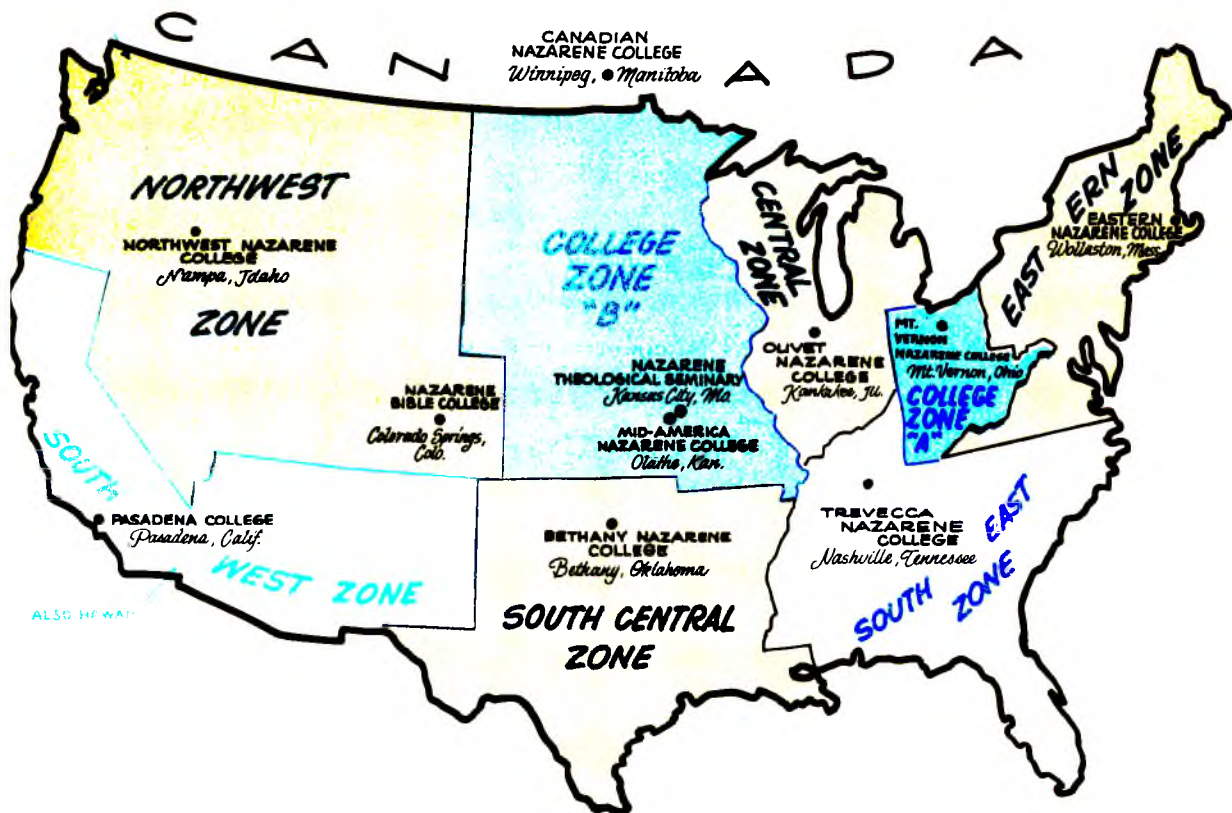 CANADA
CANADIAN
NAZARENE COLLEGE
Winnipeg, Manitoba
NORTHWEST
ZONE
NORTHWEST NAZARENE
COLLEGE
Nampa, Idaho
NAZARENE
BIBLE COLLEGE
Colorado Springs,
Colo.
COLLEGE
ZONE
"B"
NAZARENE
THEOLOGICAL SEMINARY
Kansas City, Mo.
MID-AMERICA
NAZARENE COLLEGE
Olathe, Kan.
CENTRAL
ZONE
OLIVET
NAZARENE
COLLEGE
Kankakee, Ill.
EASTERN
ZONE
EASTERN
NAZARENE COLLEGE
Wollaston, Mass.
MT.
VERNON
NAZARENE COLLEGE
Mt. Vernon, Ohio
COLLEGE
ZONE
"A"
SOUTH
WEST ZONE
PASADENA COLLEGE
Pasadena, Calif.
ALSO HAWAI
BETHANY NAZARENE
COLLEGE
Bethany, Oklahoma
SOUTH CENTRAL
ZONE
TREVECCA
NAZARENE
COLLEGE
Nashville, Tennessee
SOUTH EAST
ZONE